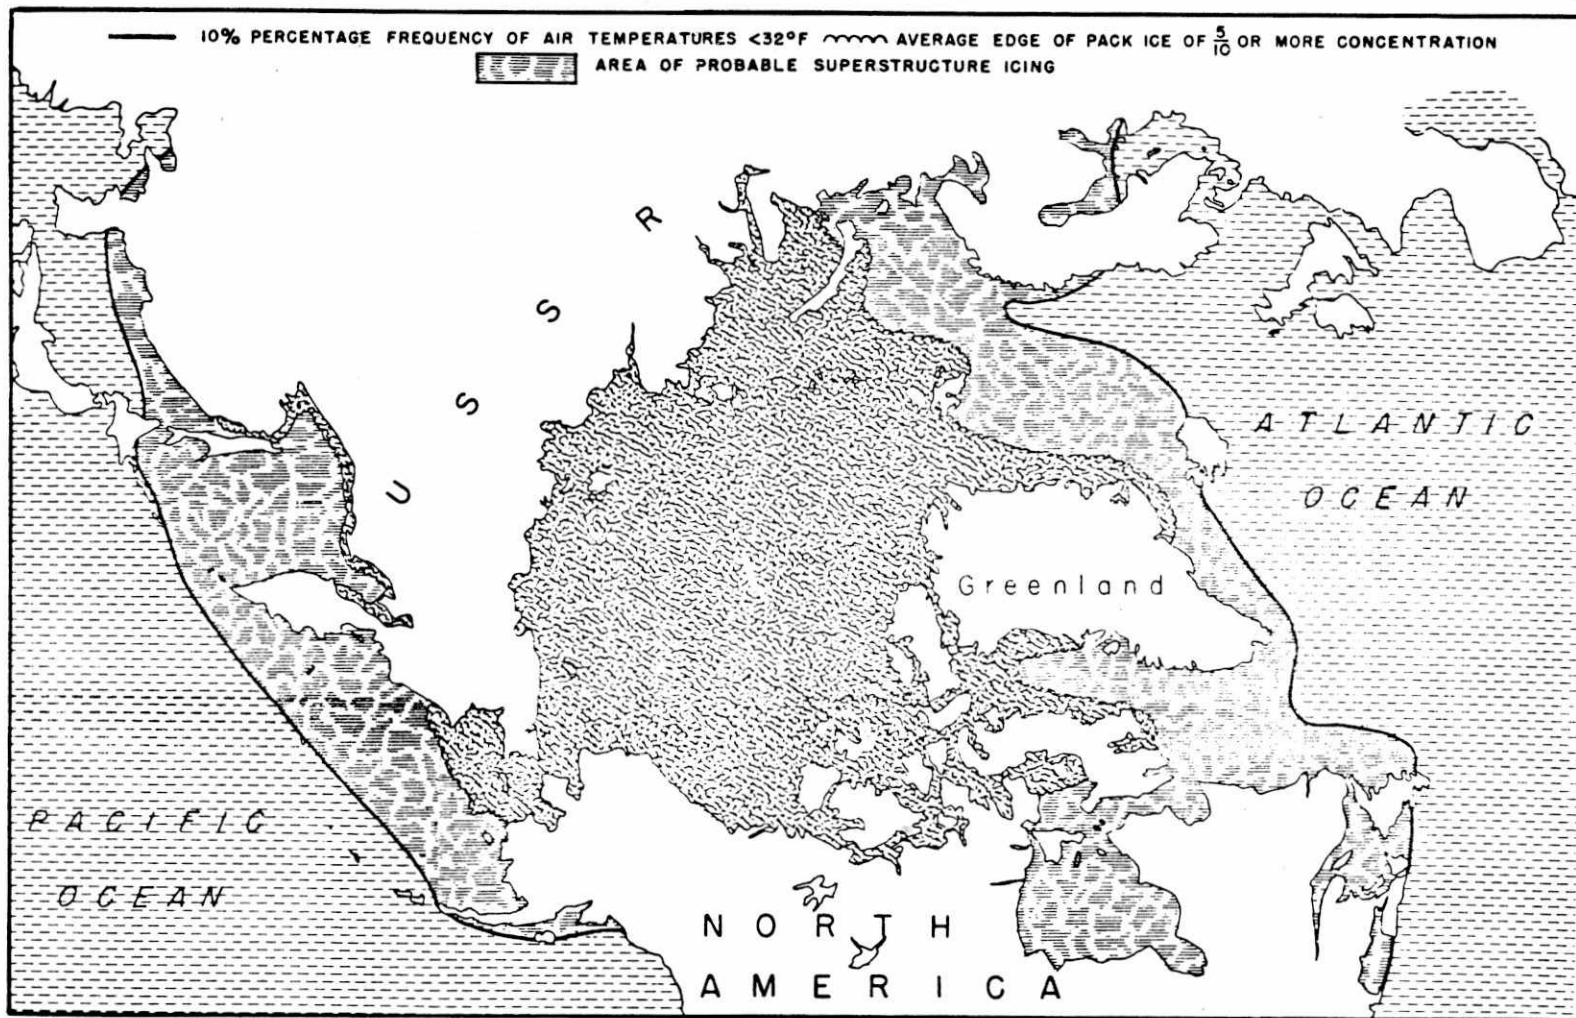 10% PERCENTAGE FREQUENCY OF AIR TEMPERATURES <32°F AVERAGE EDGE OF PACK ICE OF 5/10 OR MORE CONCENTRATION
AREA OF PROBABLE SUPERSTRUCTURE ICING
USSR
ATLANTIC
OCEAN
Greenland
PACIFIC
OCEAN
NORTH
AMERICA